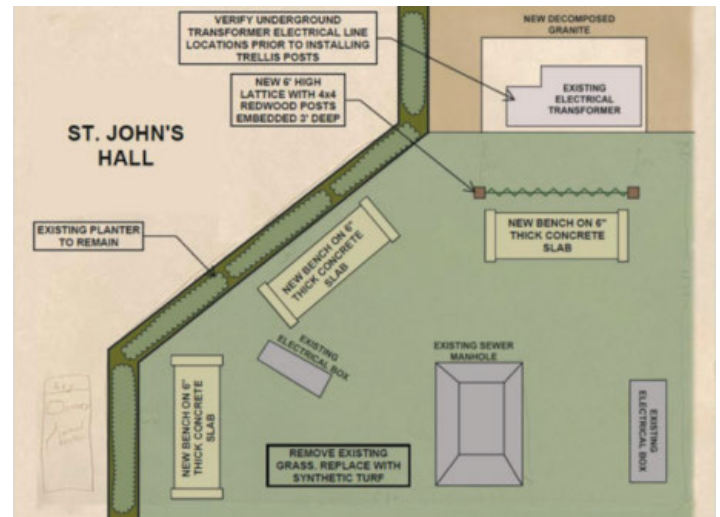 VERIFY UNDERGROUND
TRANSFORMER ELECTRICAL LINE
LOCATIONS PRIOR TO INSTALLING
TRELLIS POSTS
NEW DECOMPOSED
GRANITE
NEW 6' HIGH
LATTICE WITH 4x4
REDWOOD POSTS
EMBEDDED 3' DEEP
EXISTING
ELECTRICAL
TRANSFORMER
ST. JOHN'S
HALL
EXISTING PLANTER
TO REMAIN
NEW BENCH ON 6"
THICK CONCRETE
SLAB
NEW BENCH ON 6"
THICK CONCRETE
SLAB
EXISTING
ELECTRICAL BOX
EXISTING SEWER
MANHOLE
NEW BENCH ON 6"
THICK CONCRETE
SLAB
REMOVE EXISTING
GRASS. REPLACE WITH
SYNTHETIC TURF
EXISTING
ELECTRICAL BOX